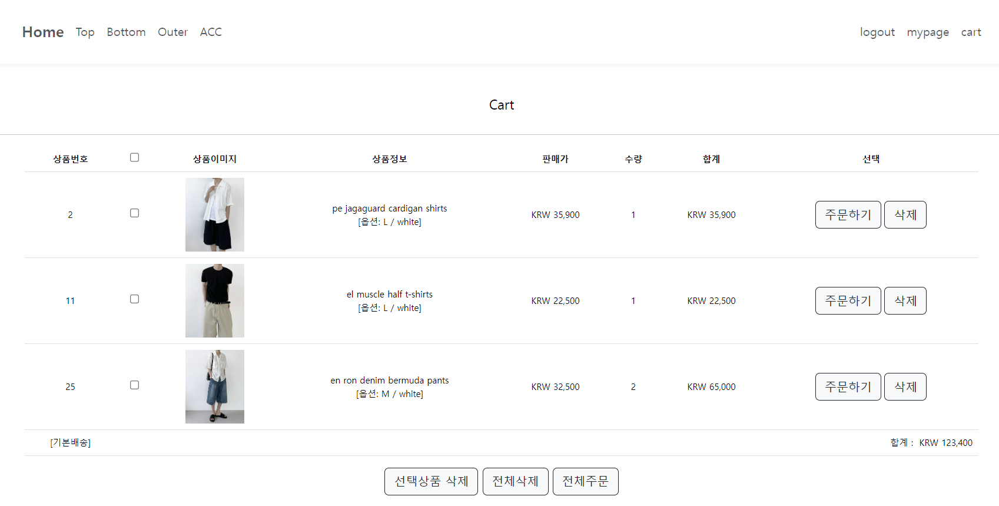 Home Top Bottom Outer ACC logout mypage cart
Cart
상품번호 상품이미지 상품정보 판매가 수량 합계 선택
2 pe jagaguard cardigan shirts KRW 35,900 1 KRW 35,900 주문하기 삭제
[옵션: L / white]
11 el muscle half t-shirts KRW 22,500 1 KRW 22,500 주문하기 삭제
[옵션: L / white]
25 en ron denim bermuda pants KRW 32,500 2 KRW 65,000 주문하기 삭제
[옵션: M / white]
[기본배송] 합계 : KRW 123,400
선택상품 삭제 전체삭제 전체주문